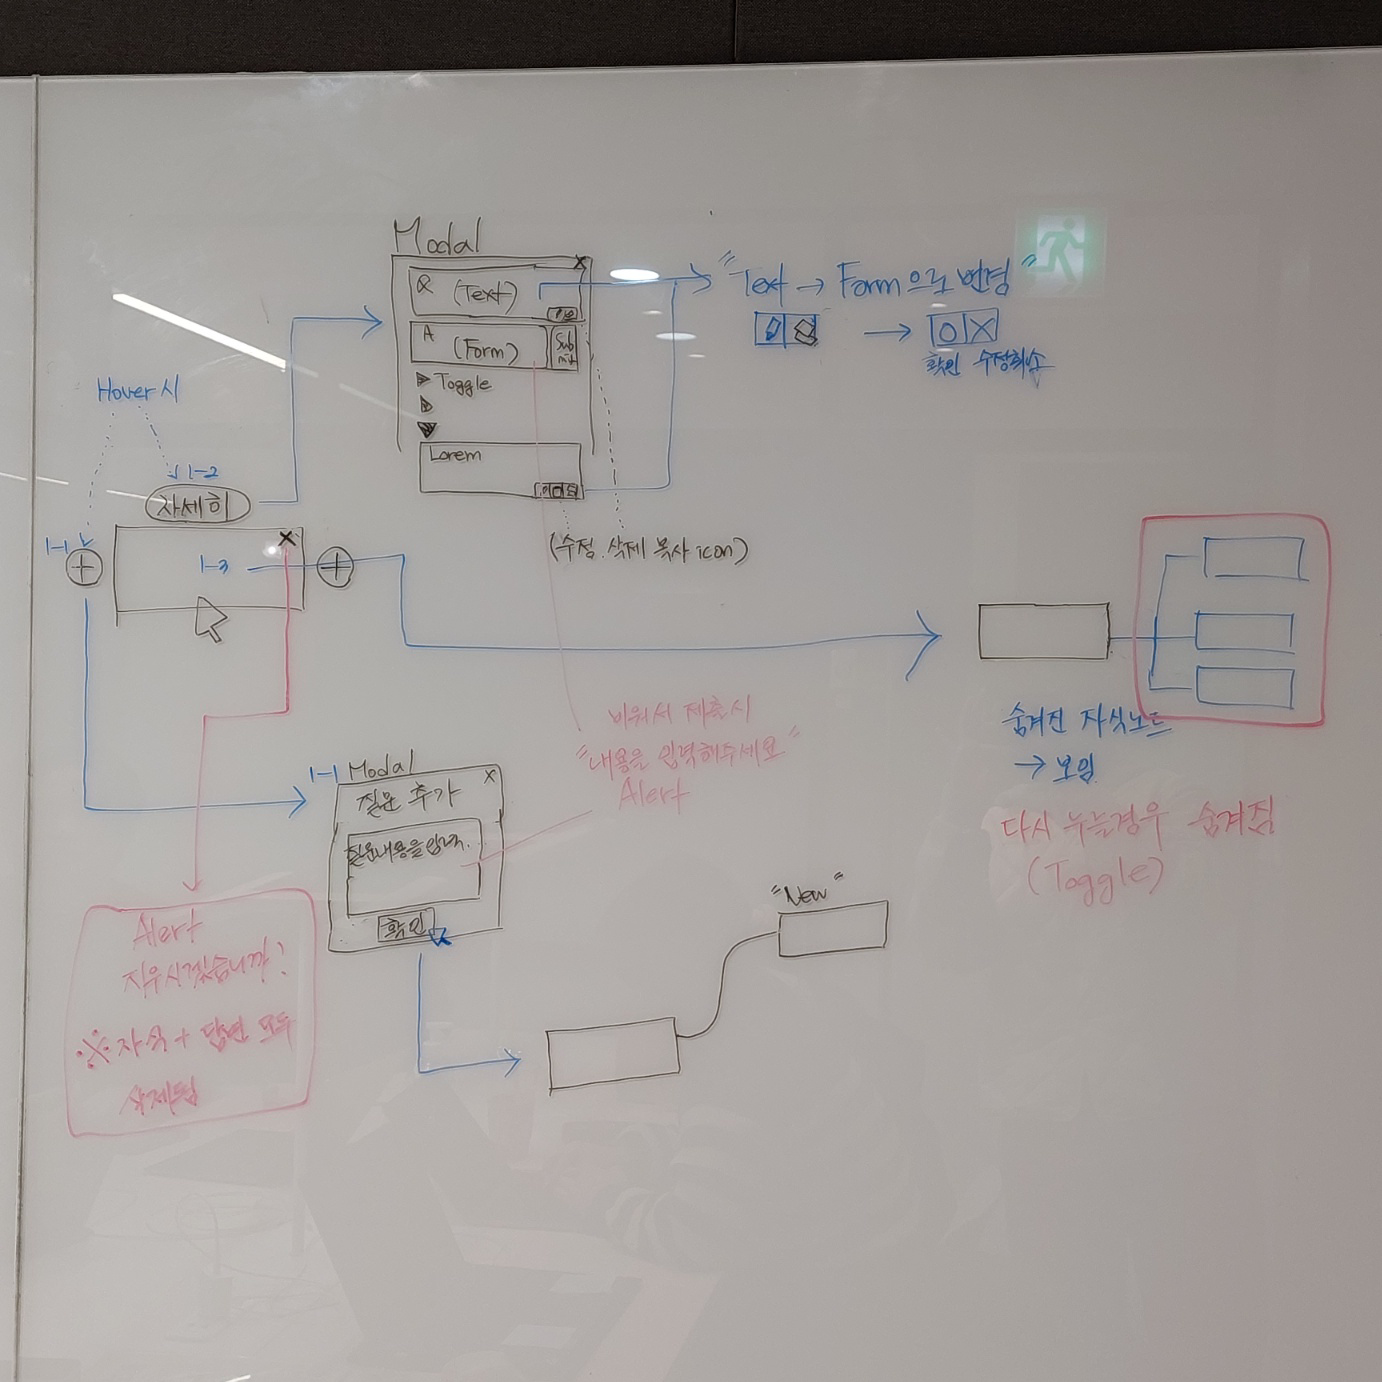 Modal
X
Q (Text)
A (Form)
Sub
mit
Toggle
Lorem
(수정.삭제 복사 icon)
"Text → Form으로 변경"
O X
확인 수정취소
Hover시
1-2
자세히
1-1
X
1-3
+
+
비워서 제출시
"내용을 입력해주세요"
Alert
숨겨진 자식노드
→ 보임
다시 누를경우 숨겨짐
(Toggle)
1-1 Modal
X
질문 추가
질문내용을입력.
확인
"New"
Alert
지우시겠습니까?
※자식 + 답변 모두
삭제됨